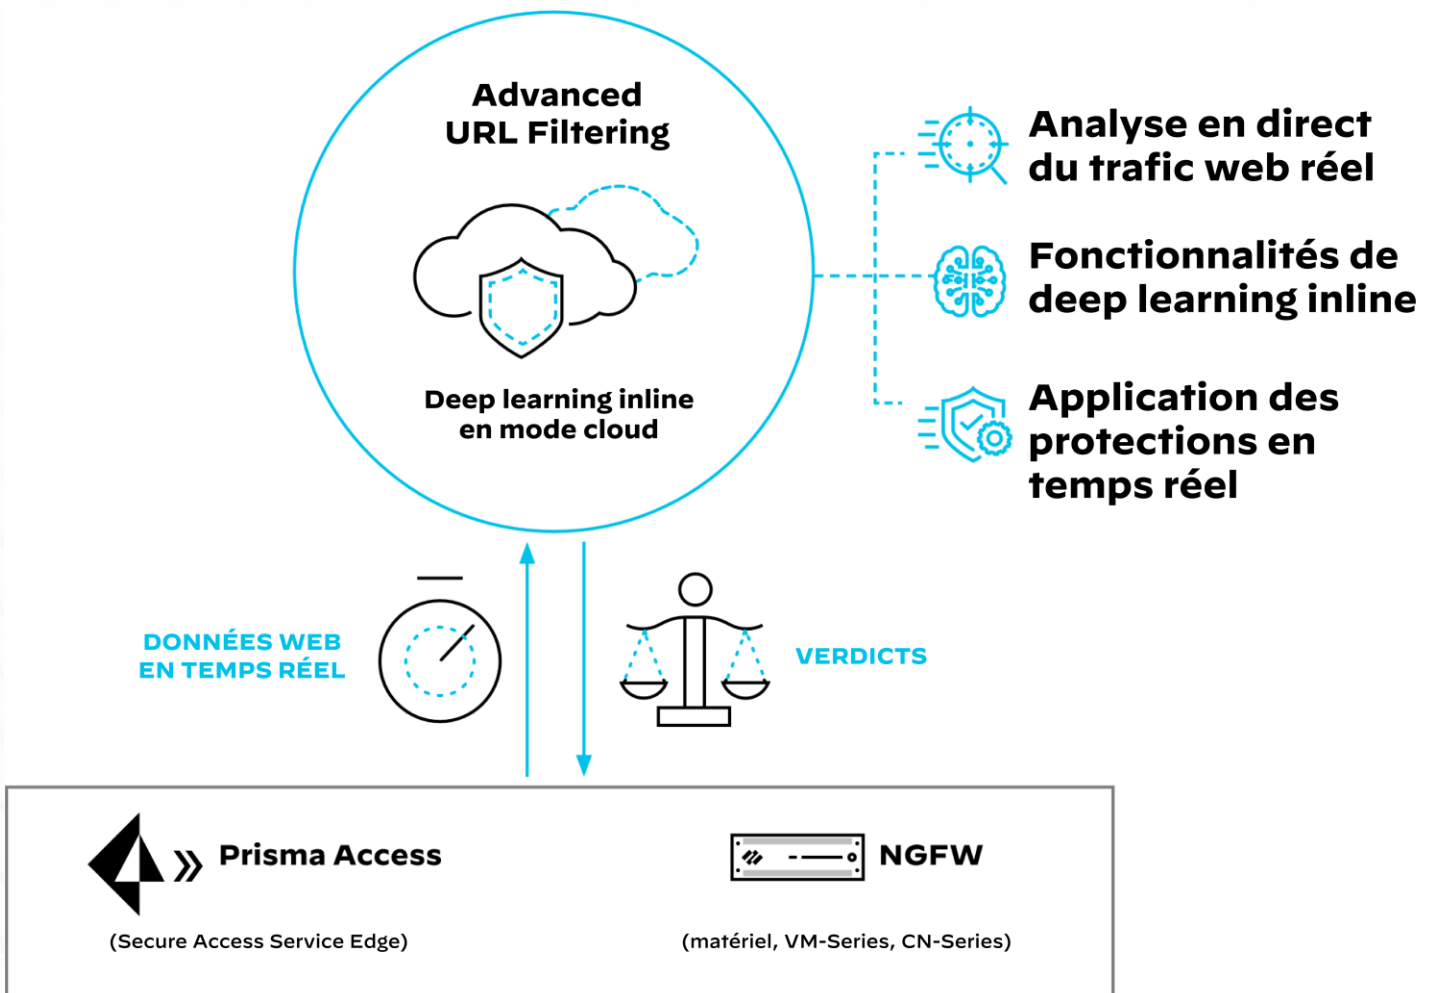 Advanced
URL Filtering
Deep learning inline
en mode cloud
Analyse en direct
du trafic web réel
Fonctionnalités de
deep learning inline
Application des
protections en
temps réel
DONNÉES WEB
EN TEMPS RÉEL
VERDICTS
Prisma Access
(Secure Access Service Edge)
NGFW
(matériel, VM-Series, CN-Series)